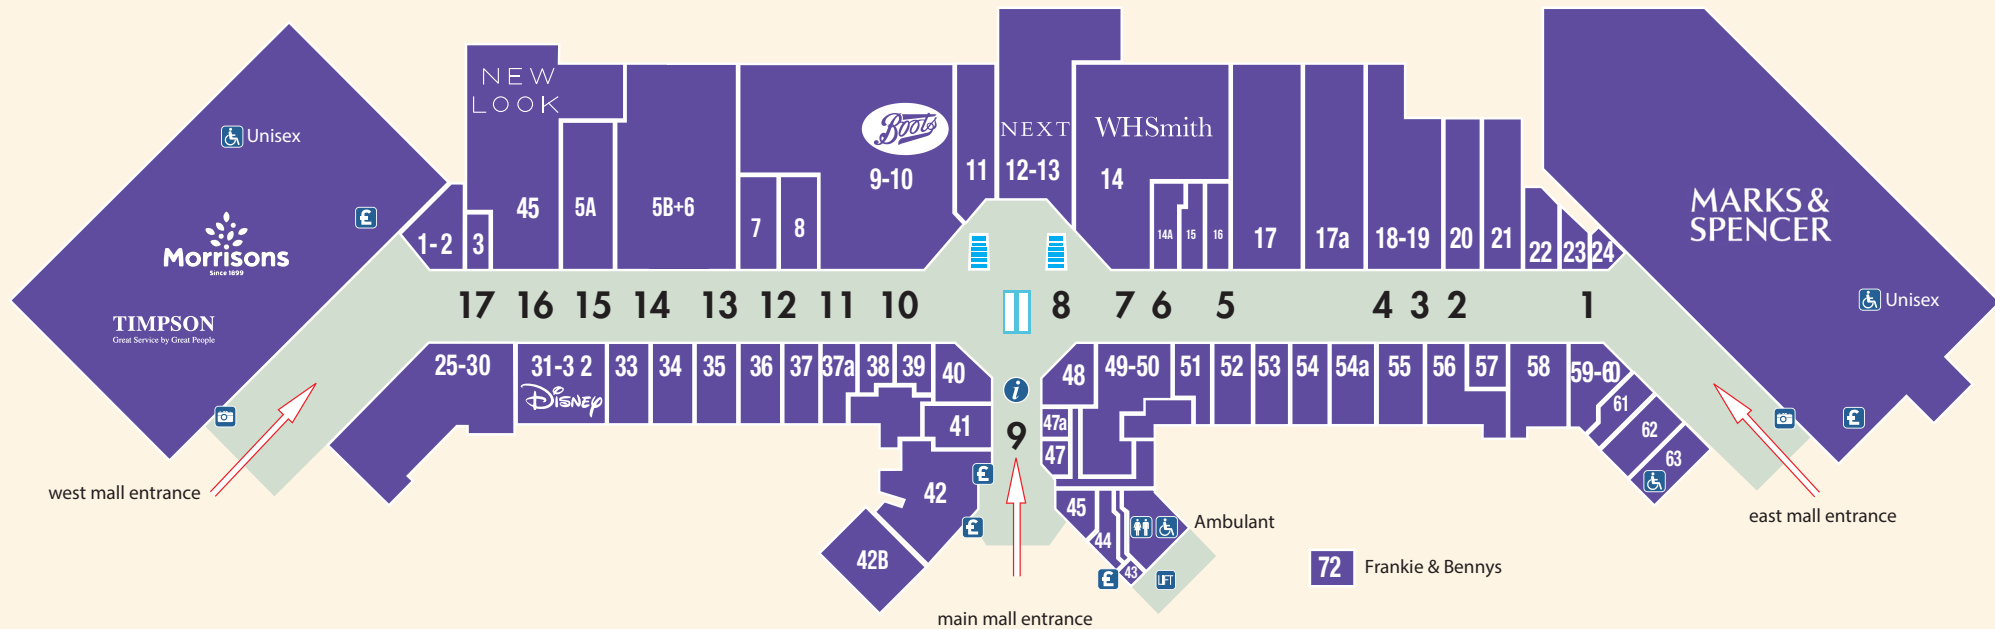 NEW
LOOK
Boots
NEXT
WHSmith
Unisex
Morrisons
Since 1899
TIMPSON
Great Service by Great People
MARKS &
SPENCER
Unisex
1-2
3
45
5A
5B+6
7
8
9-10
11
12-13
14
14A
15
16
17
17a
18-19
20
21
22
23
24
17 16 15 14 13 12 11 10 8 7 6 5 4 3 2 1
25-30
31-3 2
Disney
33
34
35
36
37
37a
38
39
40
41
42
42B
i
9
48
47a
47
45
44
43
49-50
51
52
53
54
54a
55
56
57
58
59-60
61
62
63
£
£
£
£
£
LIFT
Ambulant
west mall entrance
main mall entrance
east mall entrance
72 Frankie & Bennys